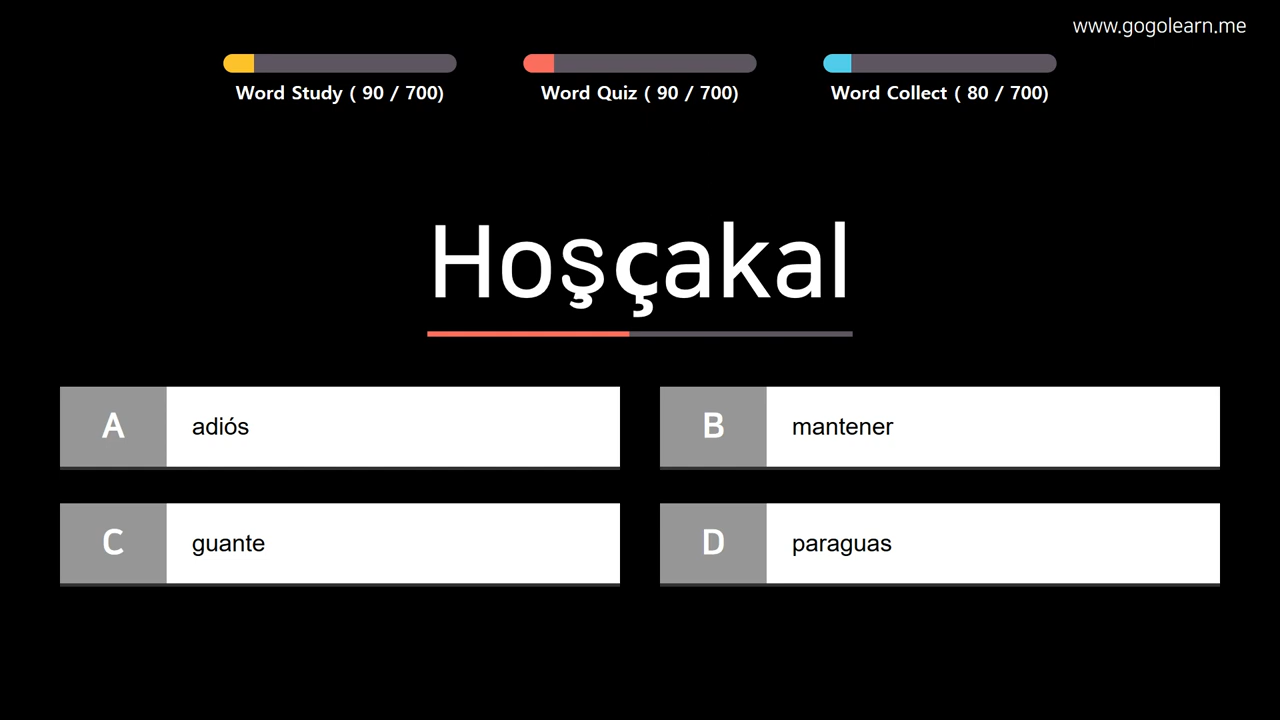 www.gogolearn.me
Word Study ( 90 / 700)
Word Quiz ( 90 / 700)
Word Collect ( 80 / 700)
Hoşçakal
A adiós
B mantener
C guante
D paraguas